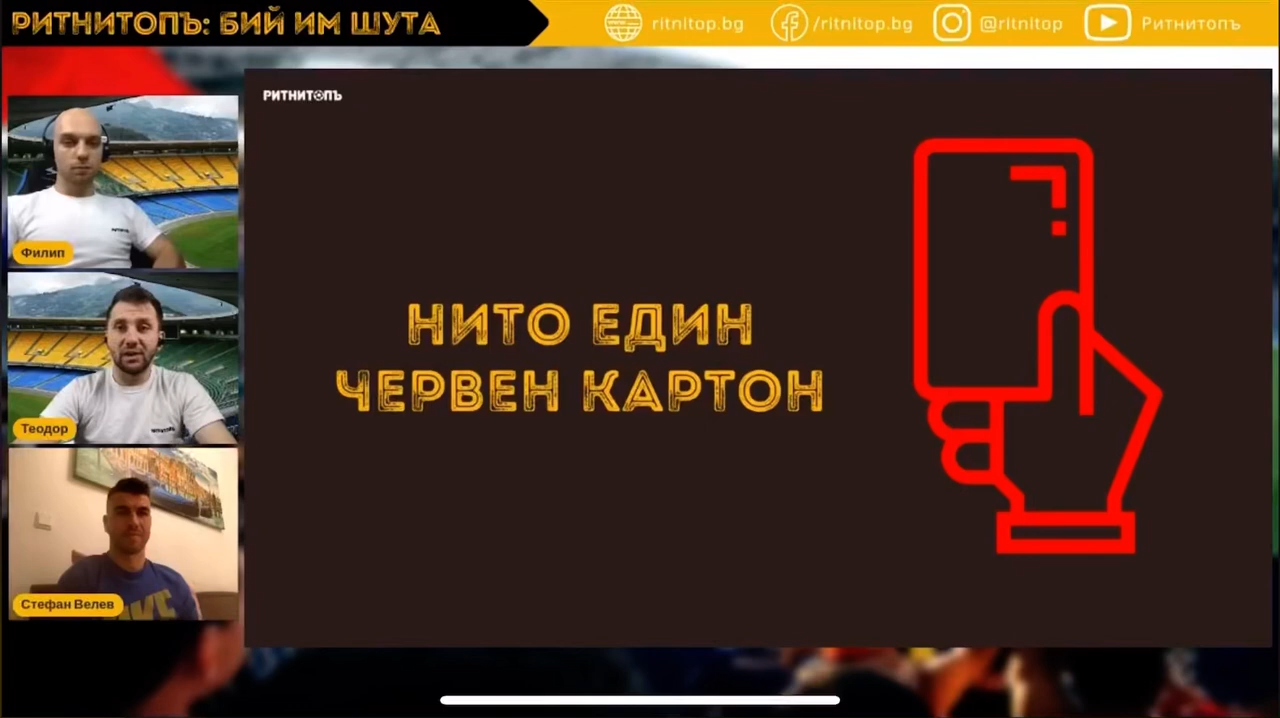 РИТНИТОПЪ: БИЙ ИМ ШУТА
www
ritnitop.bg
/ritnitop.bg
@ritnitop
Ритнитопъ
РИТНИТОПЪ
Филип
Теодор
Стефан Велев
НИТО ЕДИН
ЧЕРВЕН КАРТОН